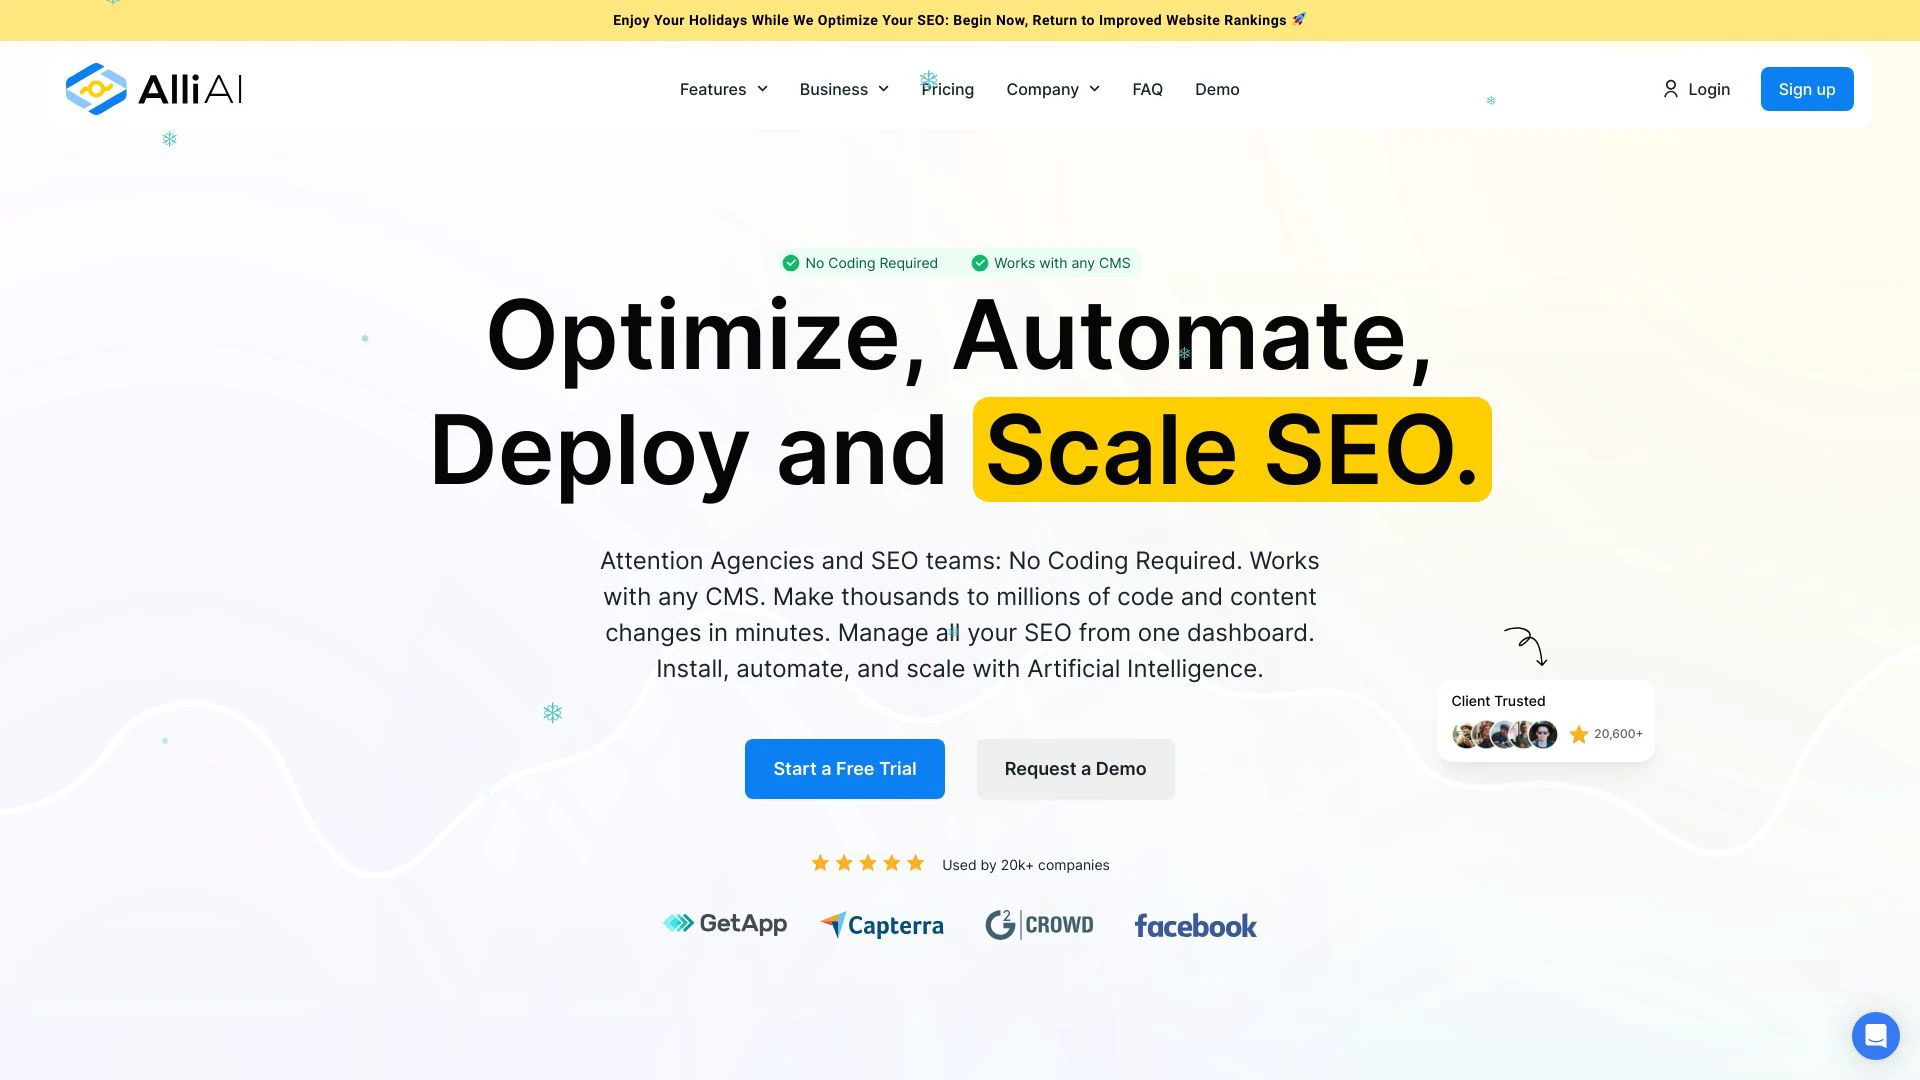 Enjoy Your Holidays While We Optimize Your SEO: Begin Now, Return to Improved Website Rankings 🚀
AlliAI
Features
Business
Pricing
Company
FAQ
Demo
Login
Sign up
No Coding Required
Works with any CMS
Optimize, Automate,
Deploy and Scale SEO.
Attention Agencies and SEO teams: No Coding Required. Works
with any CMS. Make thousands to millions of code and content
changes in minutes. Manage all your SEO from one dashboard.
Install, automate, and scale with Artificial Intelligence.
Client Trusted
20,600+
Start a Free Trial
Request a Demo
Used by 20k+ companies
GetApp
Capterra
G2 CROWD
facebook